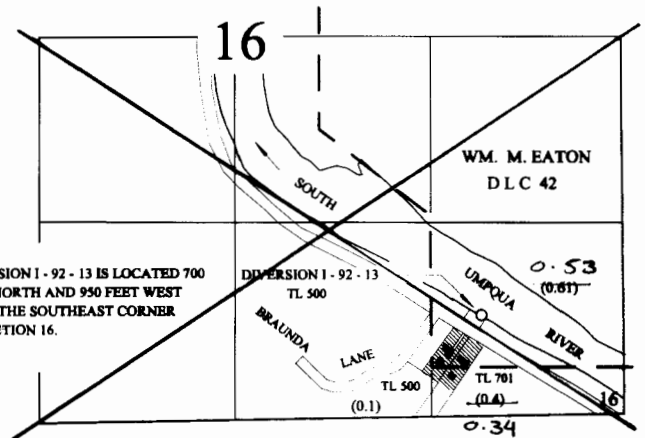 16
WM. M. EATON
DLC 42
SOUTH
UMPQUA
RIVER
SION I - 92 - 13 IS LOCATED 700
NORTH AND 950 FEET WEST
THE SOUTHEAST CORNER
CTION 16.
DIVERSION I - 92 - 13
TL 500
BRAUNDA
LANE
0.53
(0.61)
TL 500
(0.1)
TL 701
(0.4)
0.34
16